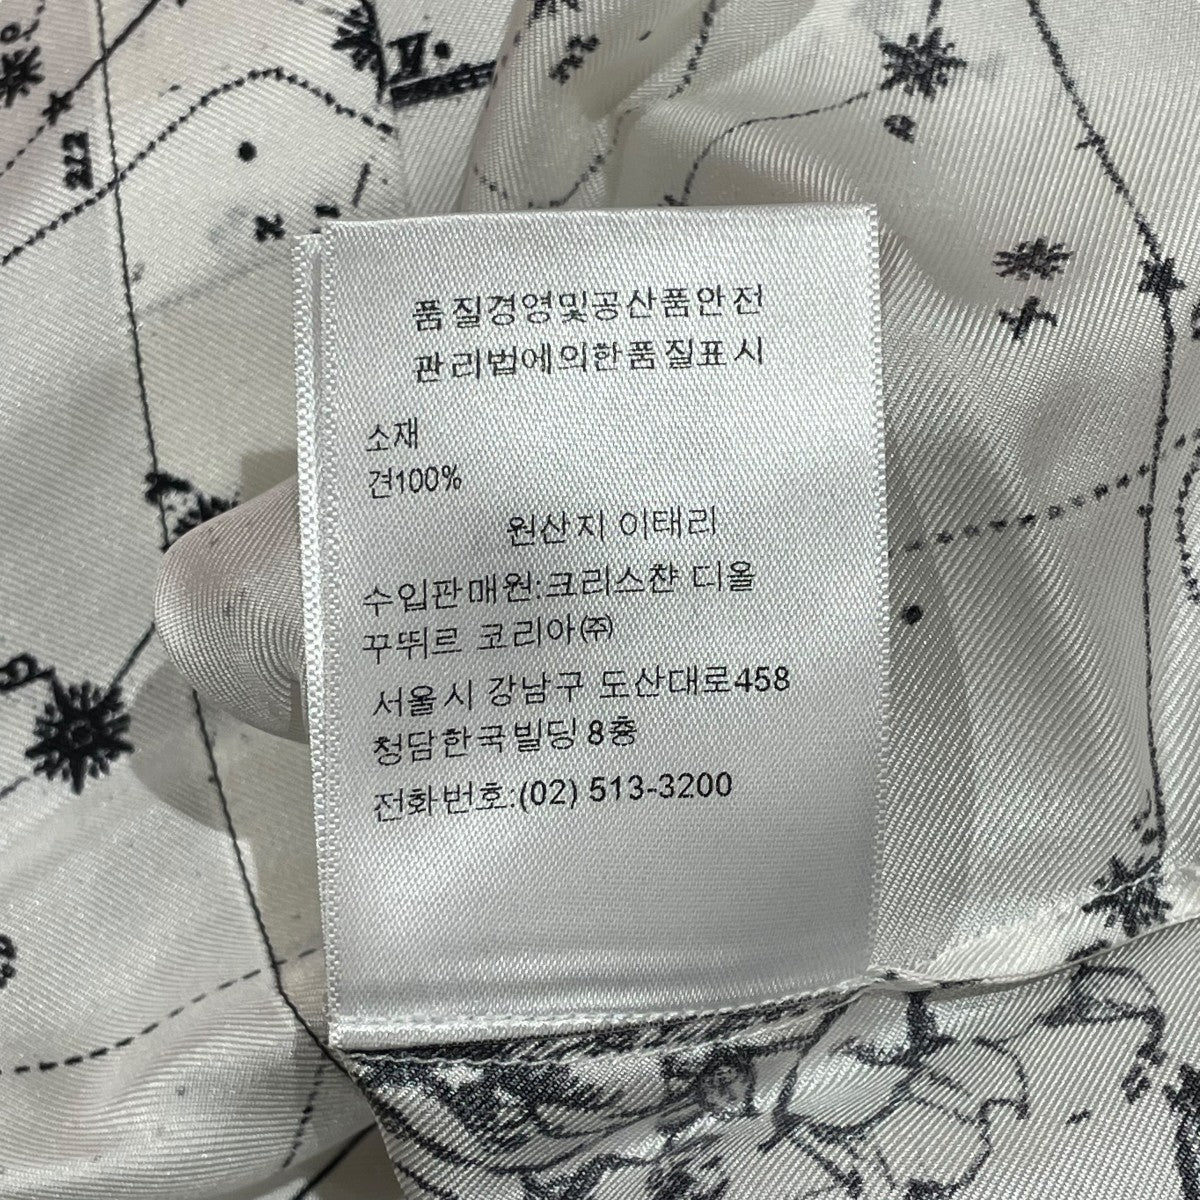 품질경영및공산품안전
관리법에의한품질표시
소재
견100%
원산지 이태리
수입판매원:크리스챤 디올
꾸뛰르 코리아㈜
서울시 강남구 도산대로458
청담한국빌딩 8층
전화번호:(02) 513-3200
212